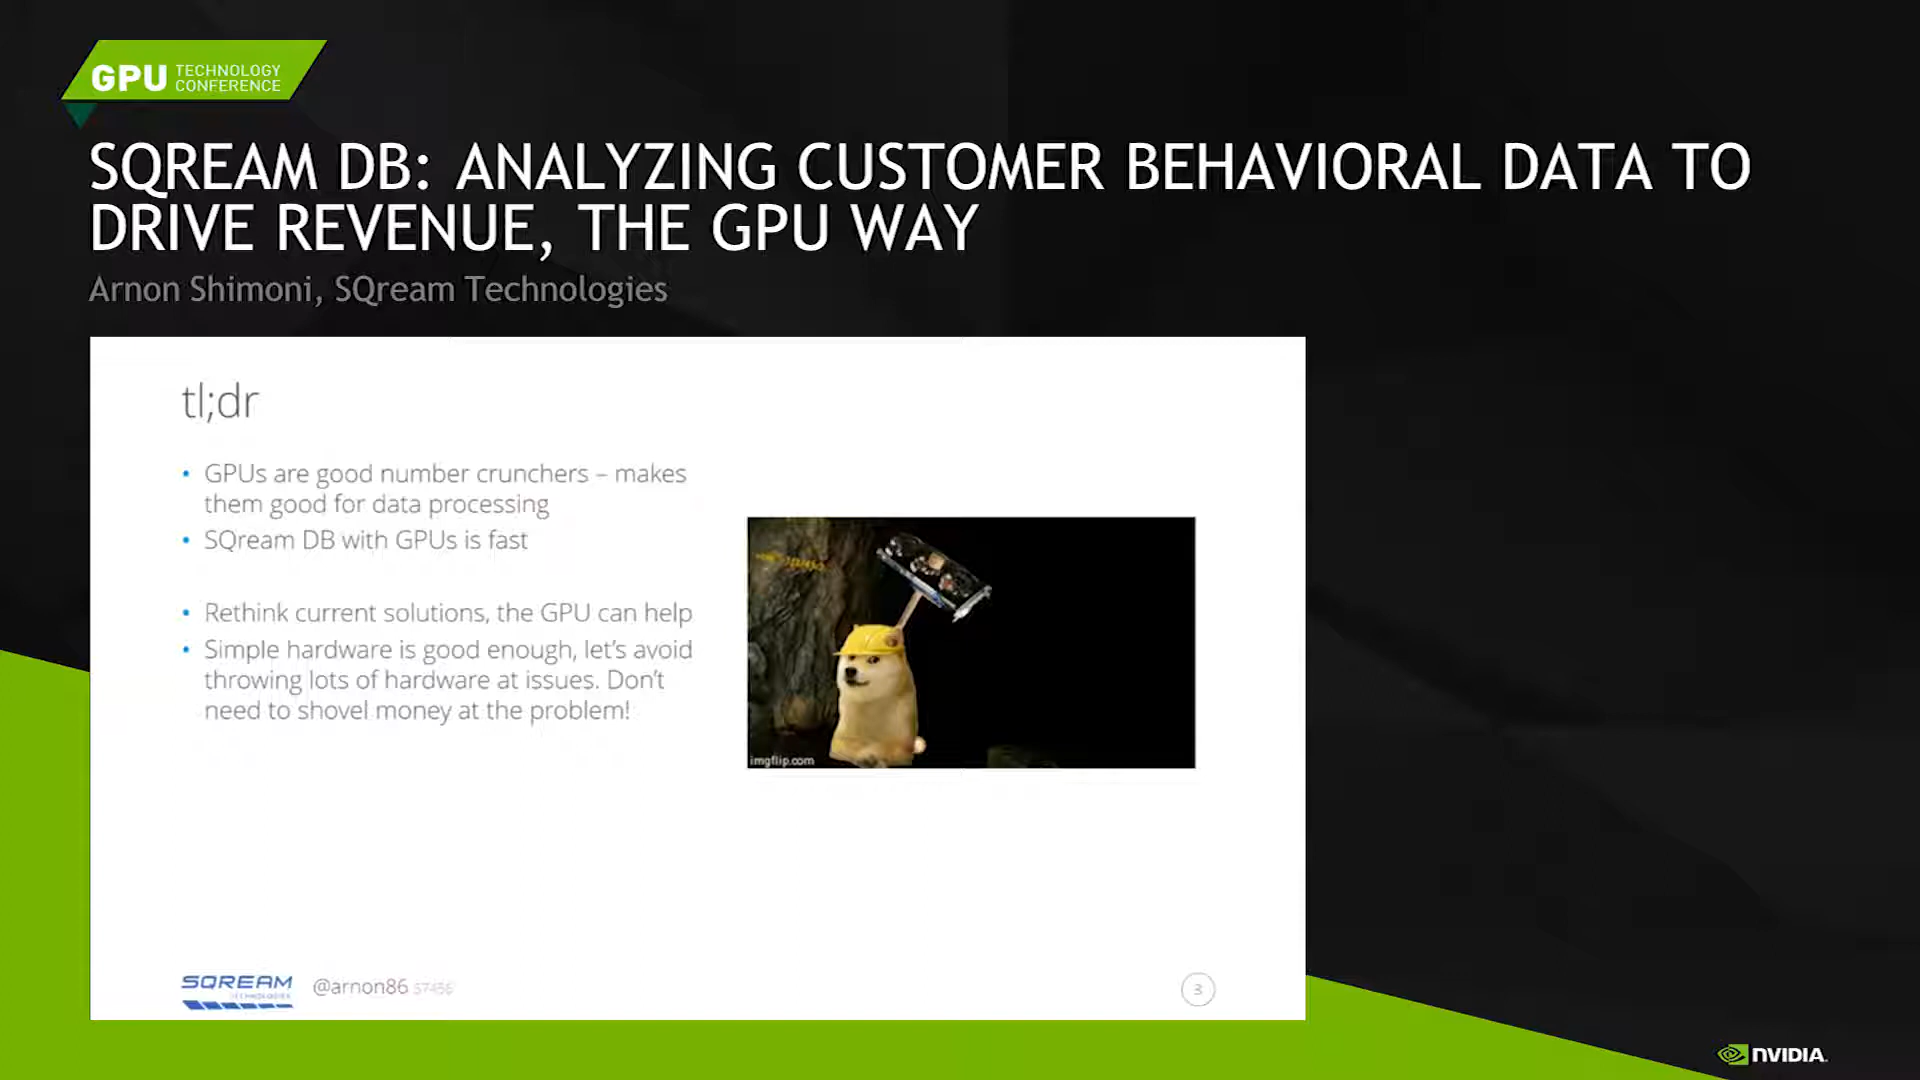 GPU TECHNOLOGY
CONFERENCE
SQREAM DB: ANALYZING CUSTOMER BEHAVIORAL DATA TO
DRIVE REVENUE, THE GPU WAY
Arnon Shimoni, SQream Technologies
tl;dr
• GPUs are good number crunchers – makes
them good for data processing
• SQream DB with GPUs is fast
• Rethink current solutions, the GPU can help
• Simple hardware is good enough, let's avoid
throwing lots of hardware at issues. Don't
need to shovel money at the problem!
imgflip.com
SQREAM
TECHNOLOGIES
@arnon86 S7456
3
NVIDIA.